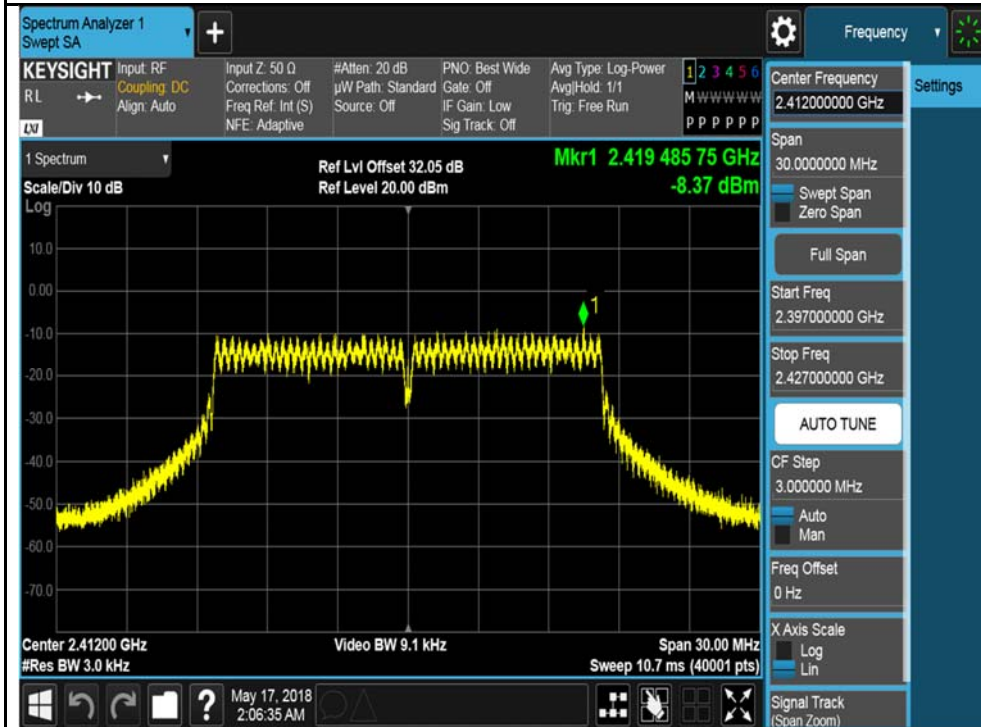 Spectrum Analyzer 1
Swept SA
+
Frequency
KEYSIGHT
RL
LXI
Input: RF
Coupling: DC
Align: Auto
Input Z: 50 Ω
Corrections: Off
Freq Ref: Int (S)
NFE: Adaptive
#Atten: 20 dB
µW Path: Standard
Source: Off
PNO: Best Wide
Gate: Off
IF Gain: Low
Sig Track: Off
Avg Type: Log-Power
Avg|Hold: 1/1
Trig: Free Run
1 2 3 4 5 6
M W W W W W
P P P P P P
1 Spectrum
Scale/Div 10 dB
Log
Ref Lvl Offset 32.05 dB
Ref Level 20.00 dBm
Mkr1 2.419 485 75 GHz
-8.37 dBm
10.0
0.00
-10.0
-20.0
-30.0
-40.0
-50.0
-60.0
-70.0
1
Center 2.41200 GHz
#Res BW 3.0 kHz
Video BW 9.1 kHz
Span 30.00 MHz
Sweep 10.7 ms (40001 pts)
?
May 17, 2018
2:06:35 AM
Center Frequency
2.412000000 GHz
Span
30.0000000 MHz
Swept Span
Zero Span
Full Span
Start Freq
2.397000000 GHz
Stop Freq
2.427000000 GHz
AUTO TUNE
CF Step
3.000000 MHz
Auto
Man
Freq Offset
0 Hz
X Axis Scale
Log
Lin
Signal Track
(Span Zoom)
Settings